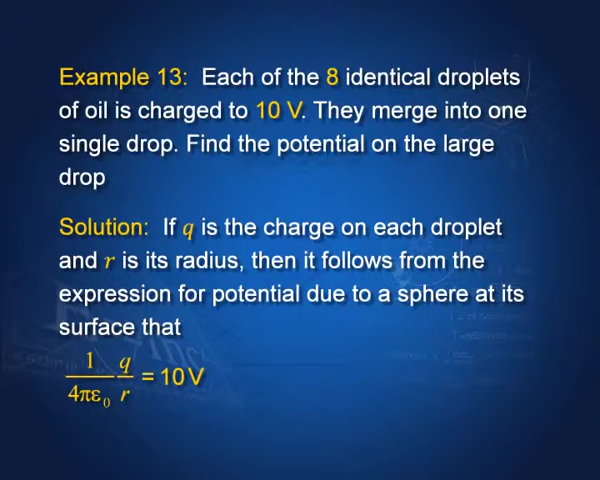 Example 13: Each of the 8 identical droplets
of oil is charged to 10 V. They merge into one
single drop. Find the potential on the large
drop
Solution: If q is the charge on each droplet
and r is its radius, then it follows from the
expression for potential due to a sphere at its
surface that
1/4πε₀ q/r = 10 V